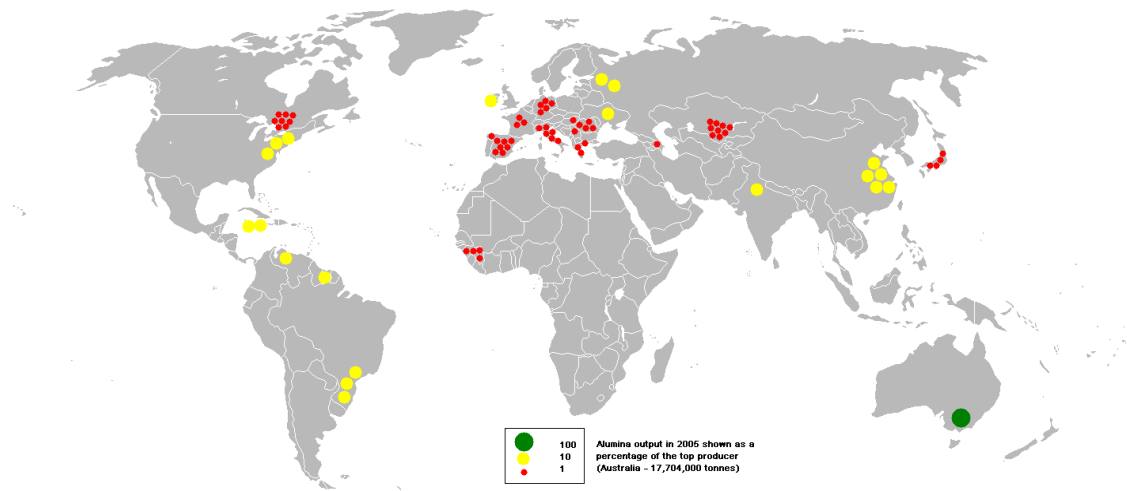 100
10
1
Alumina output in 2005 shown as a
percentage of the top producer
(Australia - 17,704,000 tonnes)